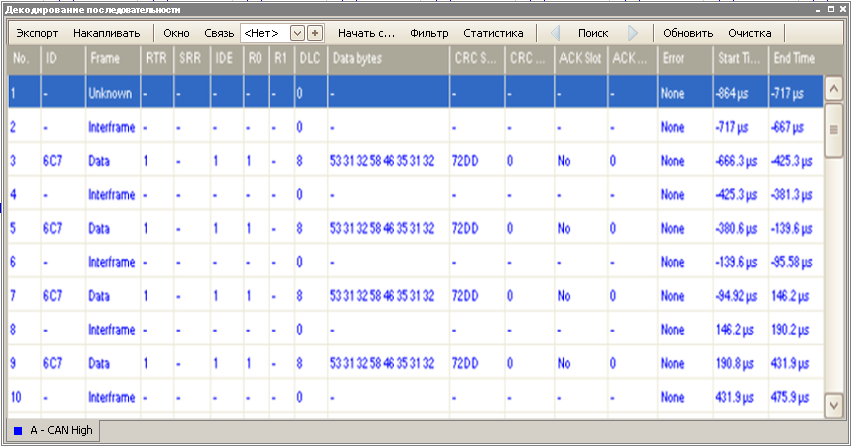 Декодирование последовательности
Экспорт Накапливать Окно Связь <Нет> Начать с... Фильтр Статистика Поиск Обновить Очистка
No. ID Frame RTR SRR IDE R0 R1 DLC Data bytes CRC S... CRC ... ACK Slot ACK ... Error Start Ti... End Time
1 - Unknown - - - - - 0 - - - - - None -864 µs -717 µs
2 - Interframe - - - - - 0 - - - - - None -717 µs -667 µs
3 6C7 Data 1 - 1 1 - 8 53 31 32 58 46 35 31 32 72DD 0 No 0 None -666.3 µs -425.3 µs
4 - Interframe - - - - - 0 - - - - - None -425.3 µs -381.3 µs
5 6C7 Data 1 - 1 1 - 8 53 31 32 58 46 35 31 32 72DD 0 No 0 None -380.6 µs -139.6 µs
6 - Interframe - - - - - 0 - - - - - None -139.6 µs -95.58 µs
7 6C7 Data 1 - 1 1 - 8 53 31 32 58 46 35 31 32 72DD 0 No 0 None -94.92 µs 146.2 µs
8 - Interframe - - - - - 0 - - - - - None 146.2 µs 190.2 µs
9 6C7 Data 1 - 1 1 - 8 53 31 32 58 46 35 31 32 72DD 0 No 0 None 190.8 µs 431.9 µs
10 - Interframe - - - - - 0 - - - - - None 431.9 µs 475.9 µs
A - CAN High